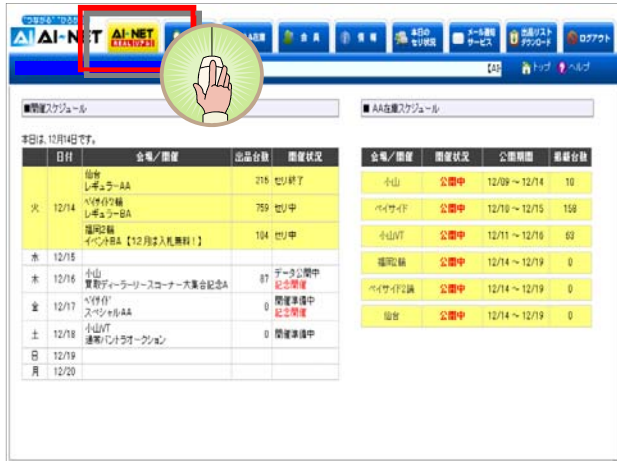 "つながる" "ひろがる"
AI-NET
AI-NET
REAL[リアル]
AA在庫
会員
情報
本日の
セリ状況
メール通知
サービス
出品リスト
ダウンロード
ログアウト
トップ
ヘルプ
■開催スケジュール
本日は、12月14日です。
日付 会場/開催 出品台数 開催状況
火 12/14 仙台
レギュラーAA 215 セリ終了
ベイサイド2輪
レギュラーBA 759 セリ中
福岡2輪
イベントBA 【12月は入札無料！】 104 セリ中
水 12/15
木 12/16 小山
買取ディーラーリースコーナー大集合記念A 87 データ公開中
記念開催
金 12/17 ベイサイド
スペシャルAA 0 開催準備中
記念開催
土 12/18 小山VT
通常バントラオークション 0 開催準備中
日 12/19
月 12/20
■AA在庫スケジュール
会場/開催 開催状況 公開期間 掲載台数
小山 公開中 12/09 ～ 12/14 10
ベイサイド 公開中 12/10 ～ 12/15 158
小山VT 公開中 12/11 ～ 12/16 63
福岡2輪 公開中 12/14 ～ 12/19 0
ベイサイド2輪 公開中 12/14 ～ 12/19 0
仙台 公開中 12/14 ～ 12/19 0